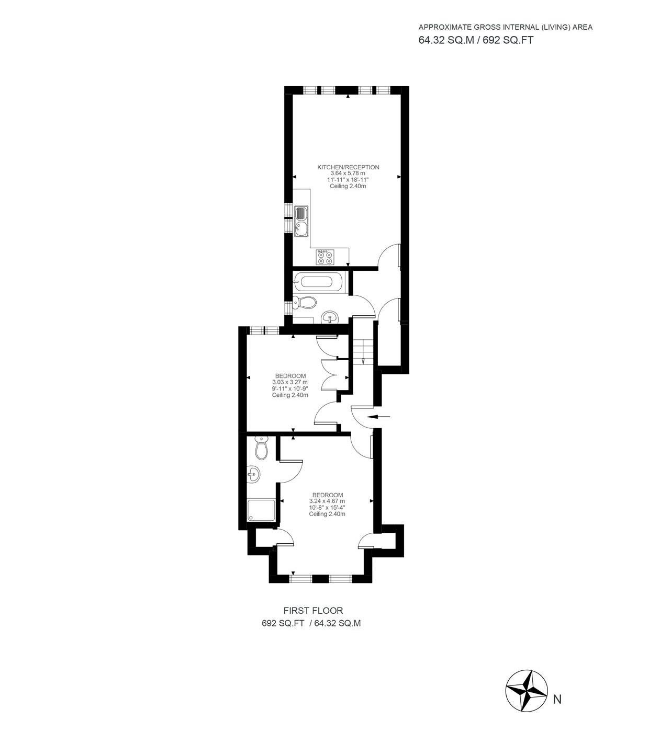 APPROXIMATE GROSS INTERNAL (LIVING) AREA
64.32 SQ.M / 692 SQ.FT
KITCHEN/RECEPTION
3.64 x 5.78 m
11'-11" x 18'-11"
Ceiling 2.40m
BEDROOM
3.03 x 3.27 m
9'-11" x 10'-9"
Ceiling 2.40m
BEDROOM
3.24 x 4.67 m
10'-8" x 15'-4"
Ceiling 2.40m
FIRST FLOOR
692 SQ.FT / 64.32 SQ.M
N